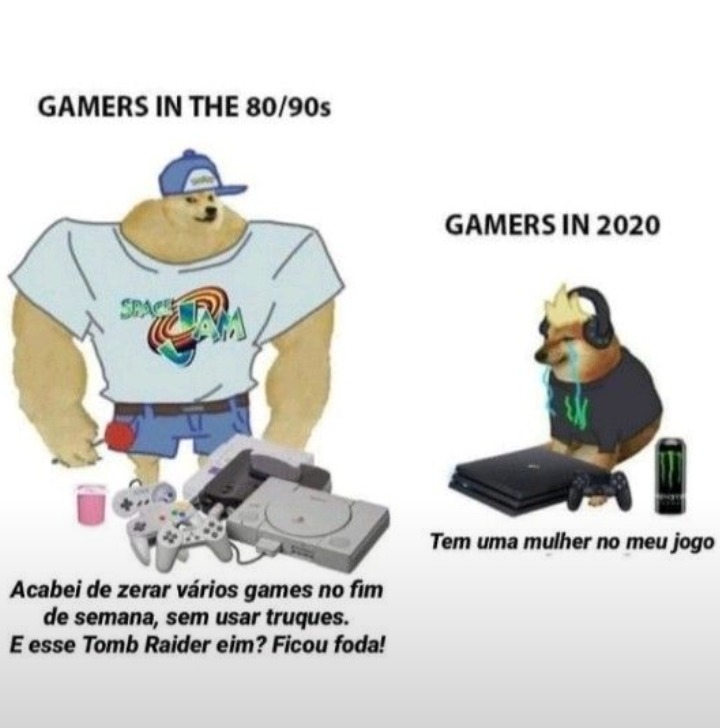 GAMERS IN THE 80/90s
SPACE
JAM
Acabei de zerar vários games no fim
de semana, sem usar truques.
E esse Tomb Raider eim? Ficou foda!
GAMERS IN 2020
Tem uma mulher no meu jogo